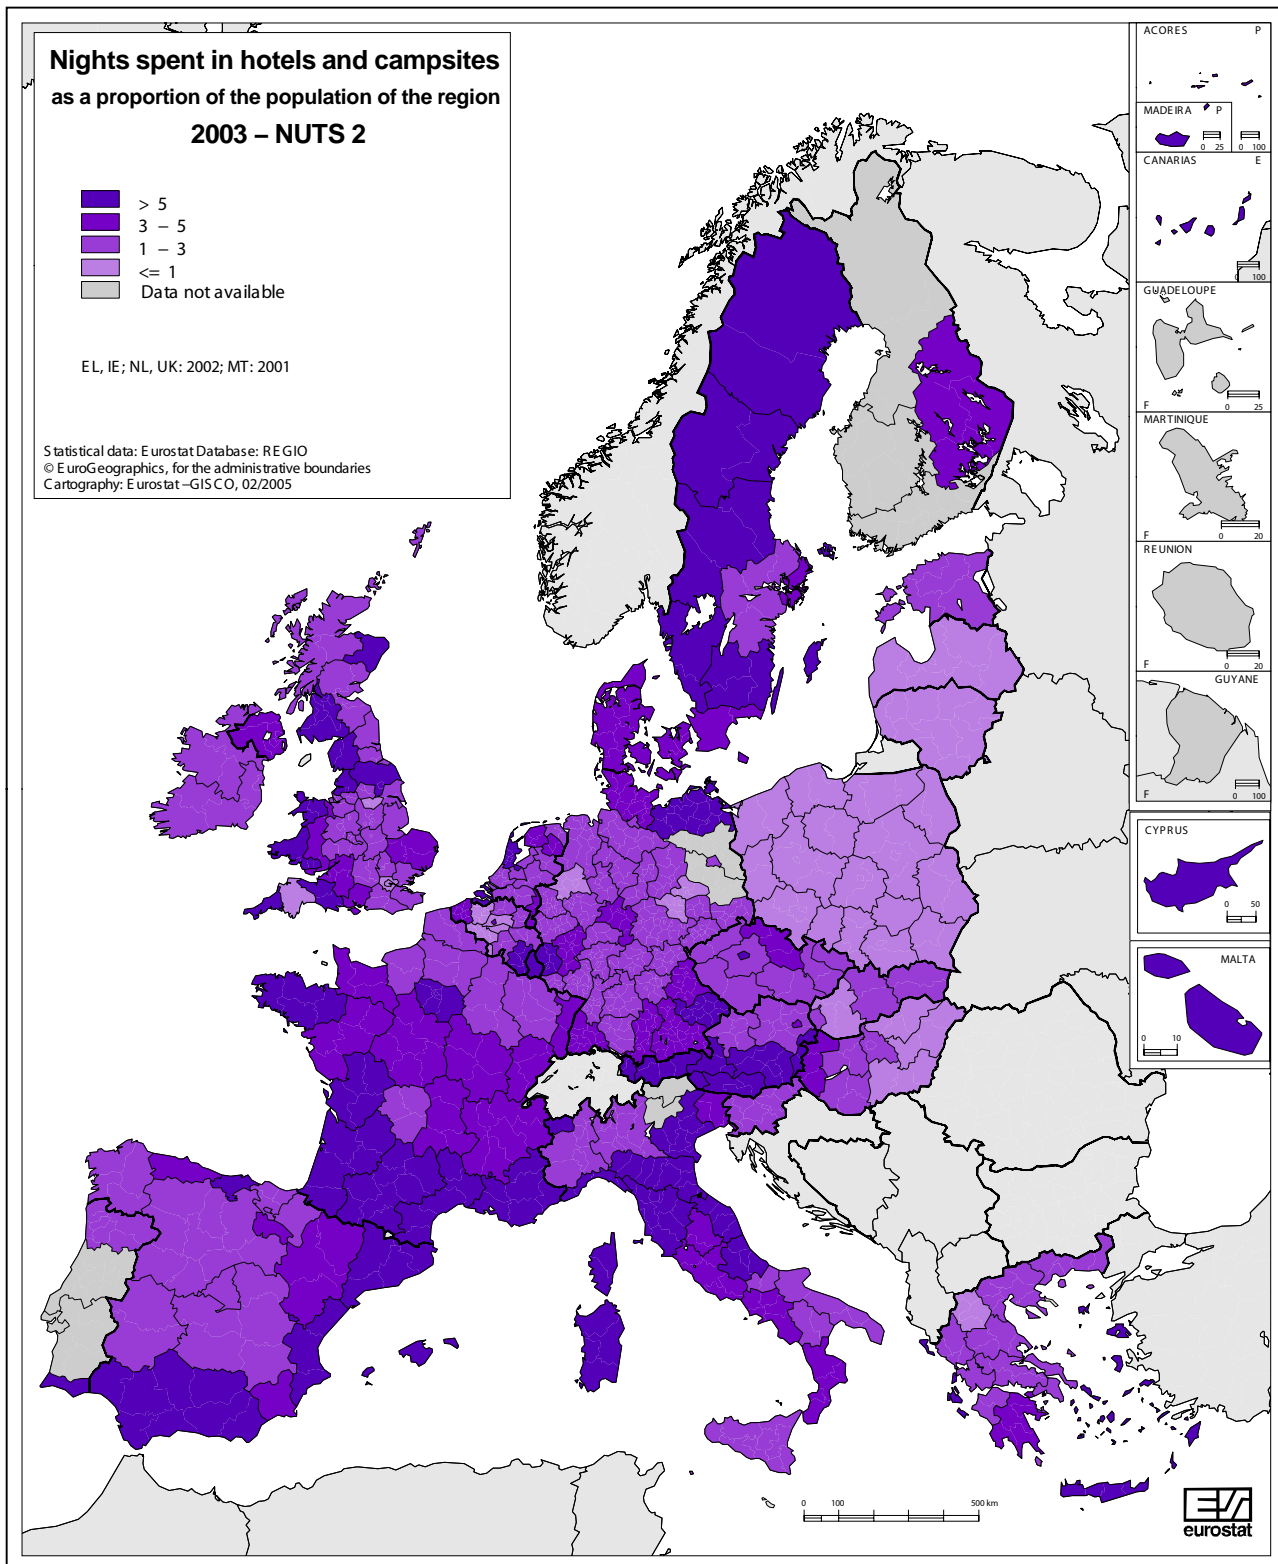 Nights spent in hotels and campsites
as a proportion of the population of the region
2003 – NUTS 2
> 5
3 – 5
1 – 3
<= 1
Data not available
EL, IE; NL, UK: 2002; MT: 2001
Statistical data: Eurostat Database: REGIO
© EuroGeographics, for the administrative boundaries
Cartography: Eurostat –GISCO, 02/2005
ACORES P
MADEIRA P
0 25 0 100
CANARIAS E
0 100
GUADELOUPE
F 0 25
MARTINIQUE
F 0 20
REUNION
F 0 20
GUYANE
F 0 100
CYPRUS
0 50
MALTA
0 10
0 100 500 km
eurostat